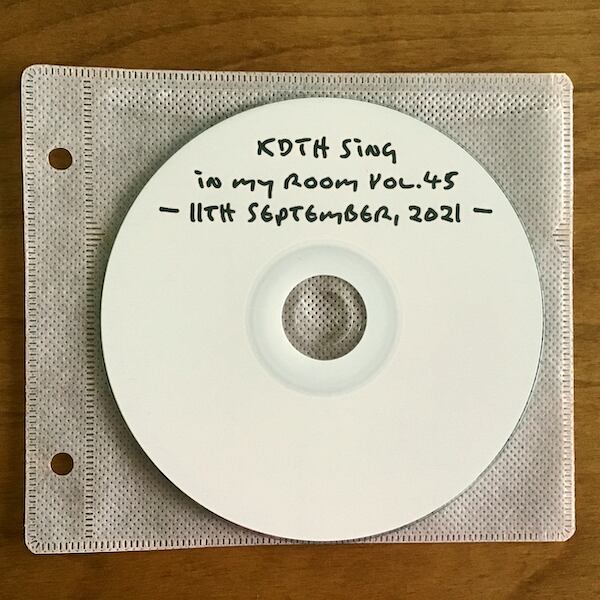 KDTH SiNG
iN my ROOM VOL.45
— 11TH SEPTEMBER, 2021 —